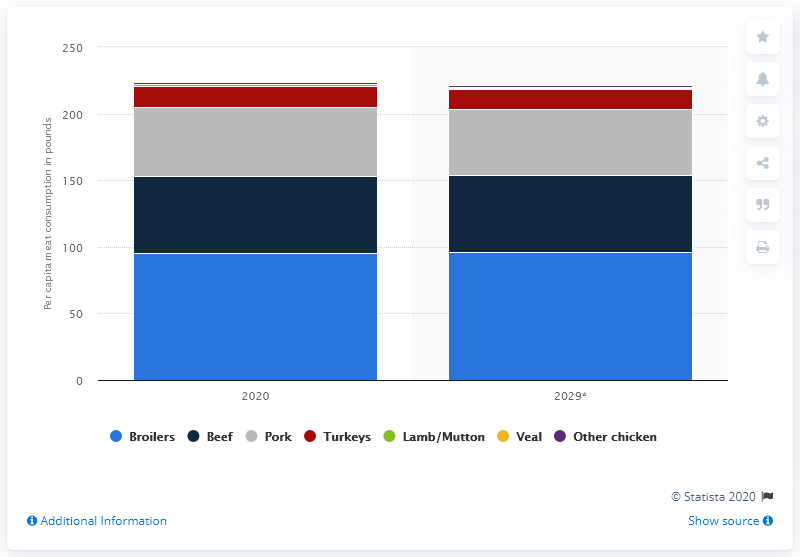 250
200
150
100
50
0
Per capita meat consumption in pounds
2020 2029*
Broilers Beef Pork Turkeys Lamb/Mutton Veal Other chicken
© Statista 2020
Additional Information Show source